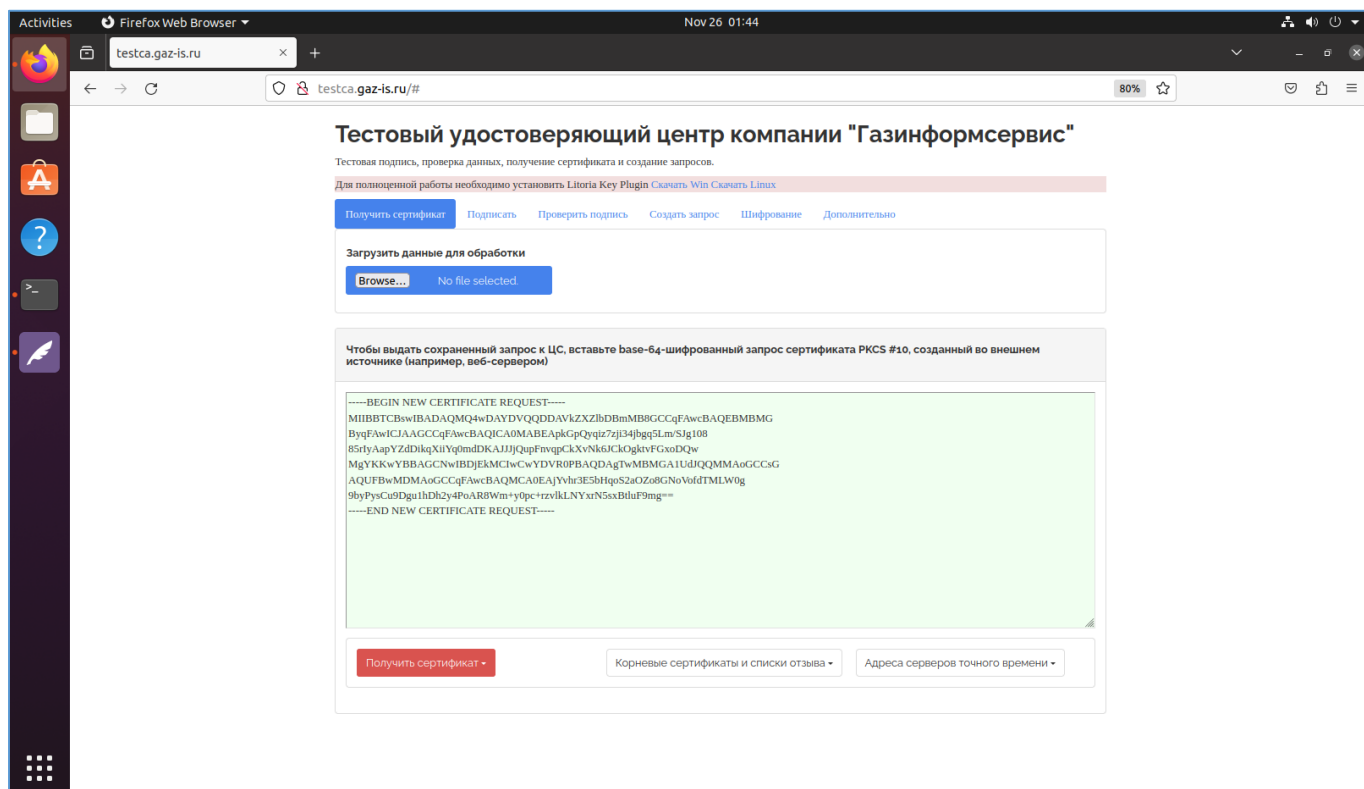 Activities Firefox Web Browser Nov 26 01:44
testca.gaz-is.ru
testca.gaz-is.ru/# 80%
Тестовый удостоверяющий центр компании "Газинформсервис"
Тестовая подпись, проверка данных, получение сертификата и создание запросов.
Для полноценной работы необходимо установить Litoria Key Plugin Скачать Win Скачать Linux
Получить сертификат Подписать Проверить подпись Создать запрос Шифрование Дополнительно
Загрузить данные для обработки
Browse... No file selected.
Чтобы выдать сохраненный запрос к ЦС, вставьте base-64-шифрованный запрос сертификата PKCS #10, созданный во внешнем
источнике (например, веб-сервером)
-----BEGIN NEW CERTIFICATE REQUEST-----
MIIBBTCBswIBADAQMQ4wDAYDVQQDDAVkZXZlbDBmMB8GCCqFAwcBAQEBMBMG
ByqFAwICJAAGCCqFAwcBAQICA0MABEApkGpQyqiz7zji34jbgq5Lm/SJg108
85rIyAapYZdDikqXiiYq0mdDKAJJJjQupFnvqpCkXvNk6JCkOgktvFGxoDQw
MgYKKwYBBAGCNwIBDjEkMCIwCwYDVR0PBAQDAgTwMBMGA1UdJQQMMAoGCCsG
AQUFBwMDMAoGCCqFAwcBAQMCA0EAjYvhr3E5bHqoS2aOZo8GNoVofdTMLW0g
9byPysCu9Dgu1hDh2y4PoAR8Wm+y0pc+rzvlkLNYxrN5sxBtluF9mg==
-----END NEW CERTIFICATE REQUEST-----
Получить сертификат Корневые сертификаты и списки отзыва Адреса серверов точного времени